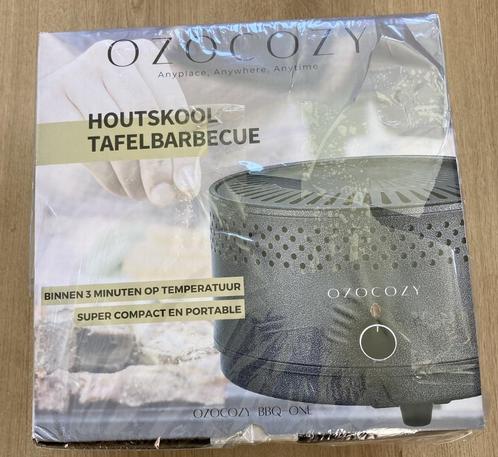 OZOCOZY
Anyplace, Anywhere, Anytime
HOUTSKOOL
TAFELBARBECUE
BINNEN 3 MINUTEN OP TEMPERATUUR
SUPER COMPACT EN PORTABLE
OZOCOZY
OZOCOZY BBQ-ONE